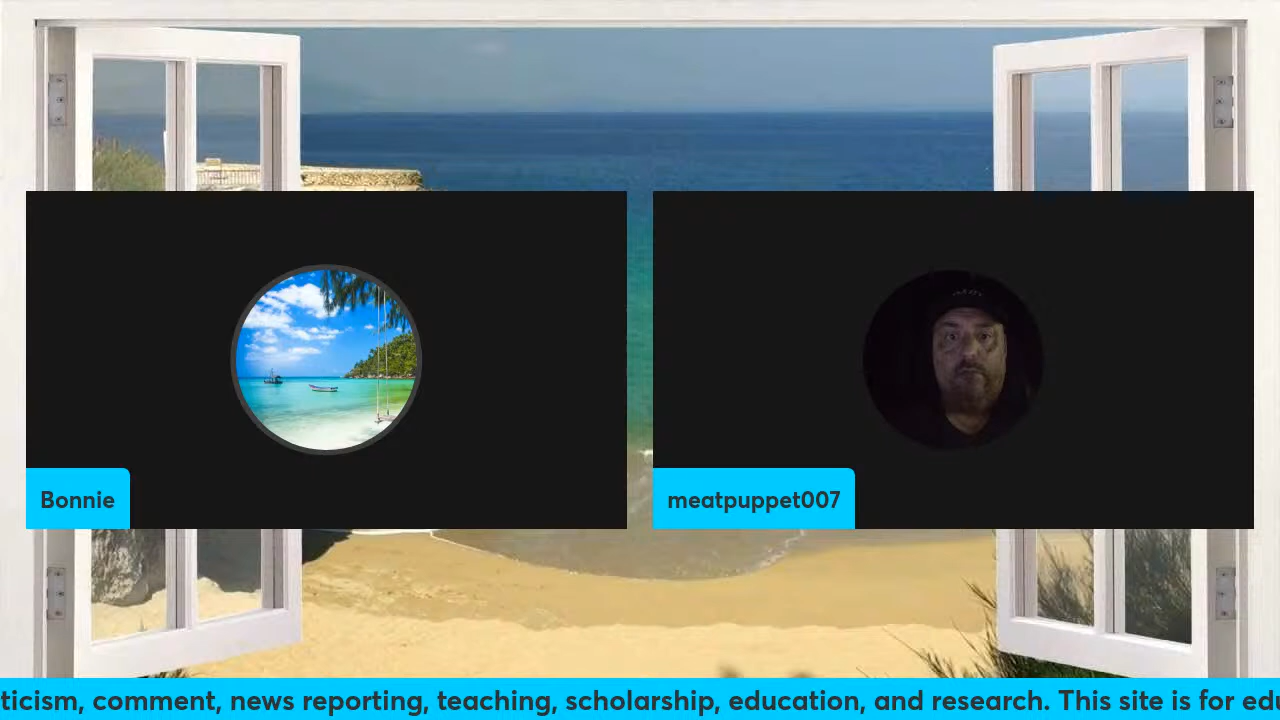 Bonnie
meatpuppet007
ticism, comment, news reporting, teaching, scholarship, education, and research. This site is for edu